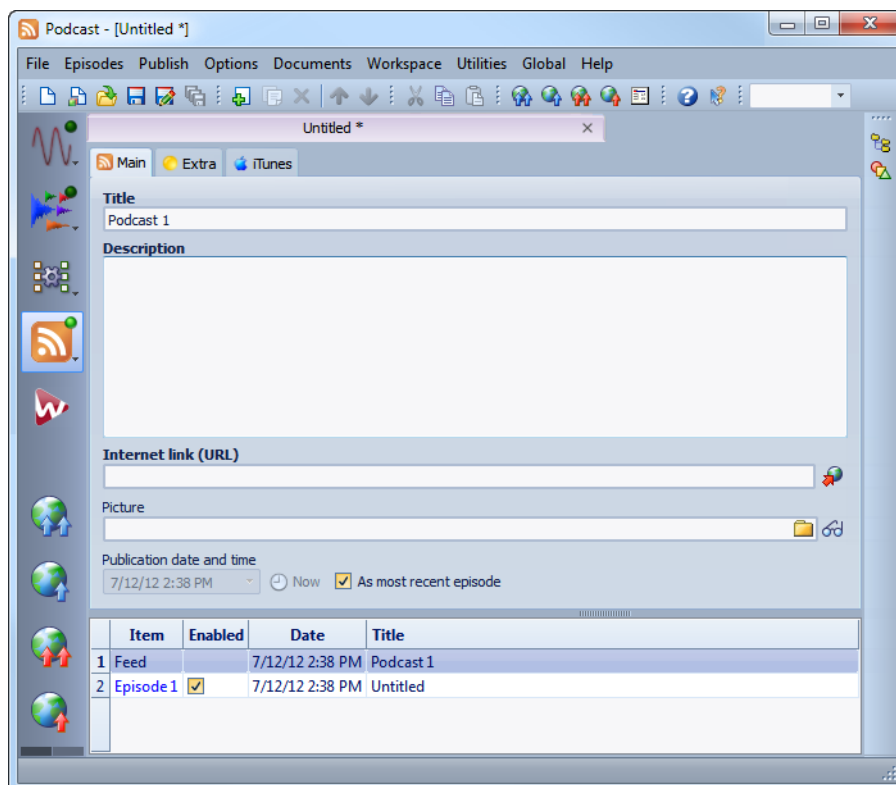 Podcast - [Untitled *]
File Episodes Publish Options Documents Workspace Utilities Global Help
Untitled *
Main Extra iTunes
Title
Podcast 1
Description
Internet link (URL)
Picture
Publication date and time
7/12/12 2:38 PM Now As most recent episode
Item Enabled Date Title
1 Feed 7/12/12 2:38 PM Podcast 1
2 Episode 1 7/12/12 2:38 PM Untitled